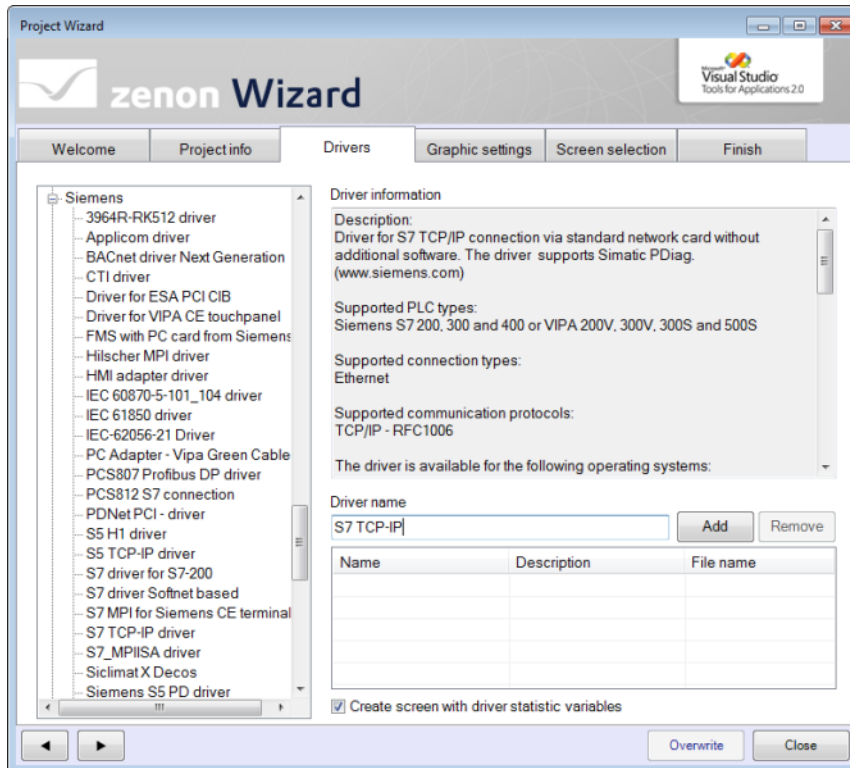 Project Wizard
zenon Wizard
Microsoft
Visual Studio
Tools for Applications 2.0
Welcome
Project info
Drivers
Graphic settings
Screen selection
Finish
Siemens
3964R-RK512 driver
Applicom driver
BACnet driver Next Generation
CTI driver
Driver for ESA PCI CIB
Driver for VIPA CE touchpanel
FMS with PC card from Siemens
Hilscher MPI driver
HMI adapter driver
IEC 60870-5-101_104 driver
IEC 61850 driver
IEC-62056-21 Driver
PC Adapter - Vipa Green Cable
PCS807 Profibus DP driver
PCS812 S7 connection
PDNet PCI - driver
S5 H1 driver
S5 TCP-IP driver
S7 driver for S7-200
S7 driver Softnet based
S7 MPI for Siemens CE terminal
S7 TCP-IP driver
S7_MPIISA driver
Siclimat X Decos
Siemens S5 PD driver
Driver information
Description:
Driver for S7 TCP/IP connection via standard network card without
additional software. The driver supports Simatic PDiag.
(www.siemens.com)
Supported PLC types:
Siemens S7 200, 300 and 400 or VIPA 200V, 300V, 300S and 500S
Supported connection types:
Ethernet
Supported communication protocols:
TCP/IP - RFC1006
The driver is available for the following operating systems:
Driver name
S7 TCP-IP
Add
Remove
Name
Description
File name
Create screen with driver statistic variables
Overwrite
Close